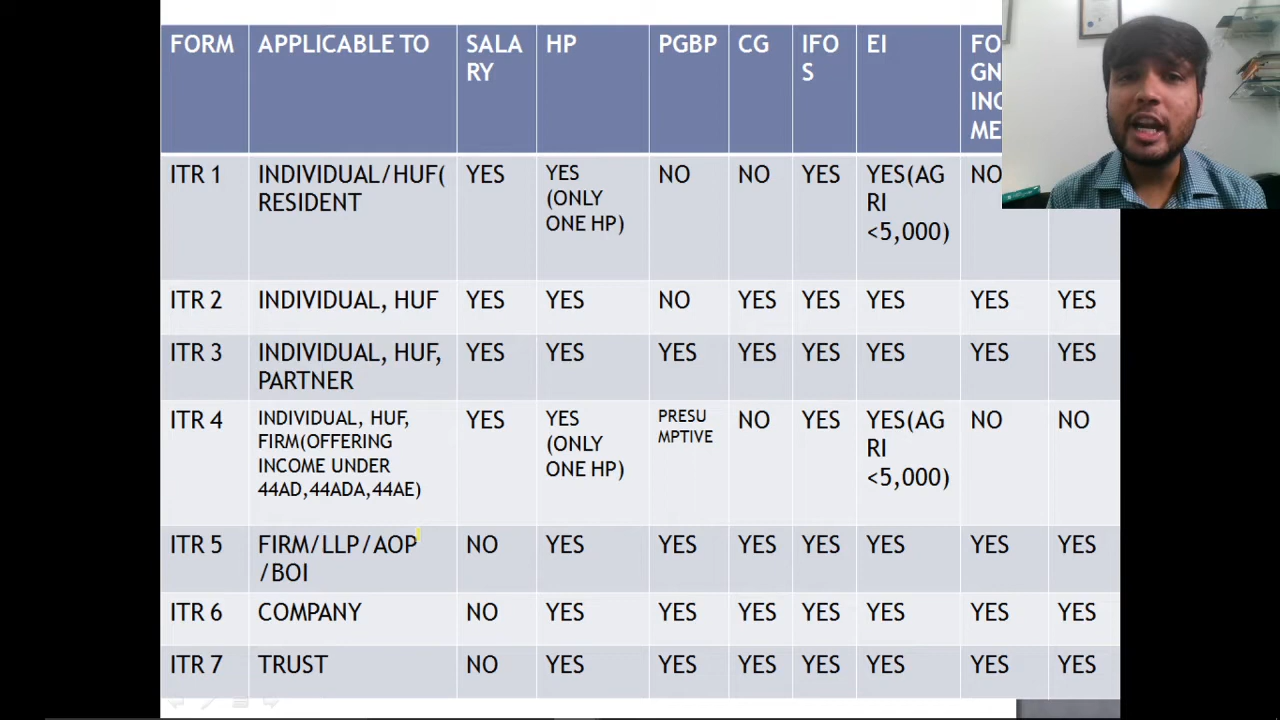 FORM APPLICABLE TO SALA HP PGBP CG IFO EI FO
RY S GN
INC
ME
ITR 1 INDIVIDUAL/HUF( YES YES NO NO YES YES(AG NO
RESIDENT (ONLY RI
ONE HP) <5,000)
ITR 2 INDIVIDUAL, HUF YES YES NO YES YES YES YES YES
ITR 3 INDIVIDUAL, HUF, YES YES YES YES YES YES YES YES
PARTNER
ITR 4 INDIVIDUAL, HUF, YES YES PRESU NO YES YES(AG NO NO
FIRM(OFFERING (ONLY MPTIVE RI
INCOME UNDER ONE HP) <5,000)
44AD,44ADA,44AE)
ITR 5 FIRM/LLP/AOP NO YES YES YES YES YES YES YES
/BOI
ITR 6 COMPANY NO YES YES YES YES YES YES YES
ITR 7 TRUST NO YES YES YES YES YES YES YES